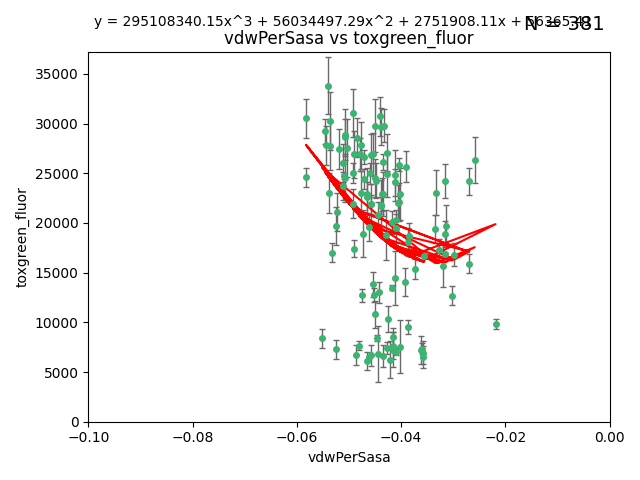 y = 295108340.15x^3 + 56034497.29x^2 + 2751908.11x +
N = 381
vdwPerSasa vs toxgreen_fluor
35000
30000
25000
20000
15000
10000
5000
0
toxgreen_fluor
−0.10 −0.08 −0.06 −0.04 −0.02 0.00
vdwPerSasa